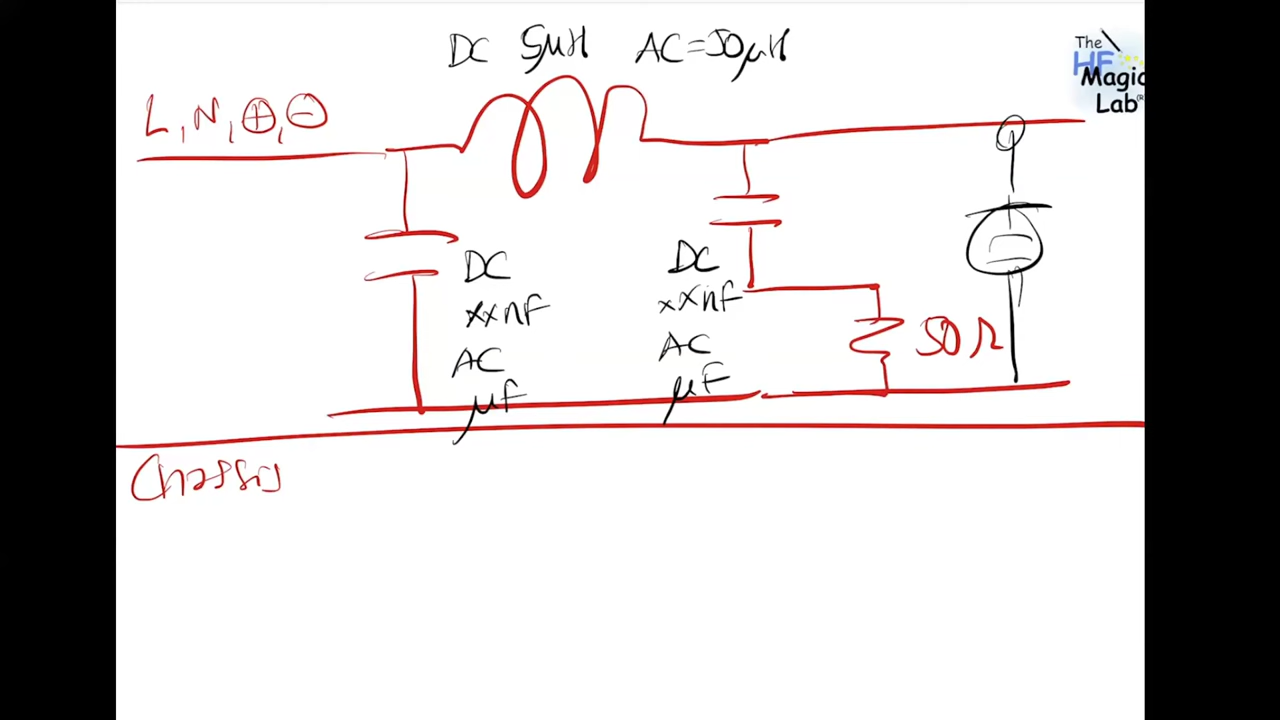 DC 5µH AC=50µH
The
HF
Magic
Lab
(R)
L, N, ⊕, ⊖
DC
xxnF
AC
µF
DC
xxnF
AC
µF
50Ω
Chassis